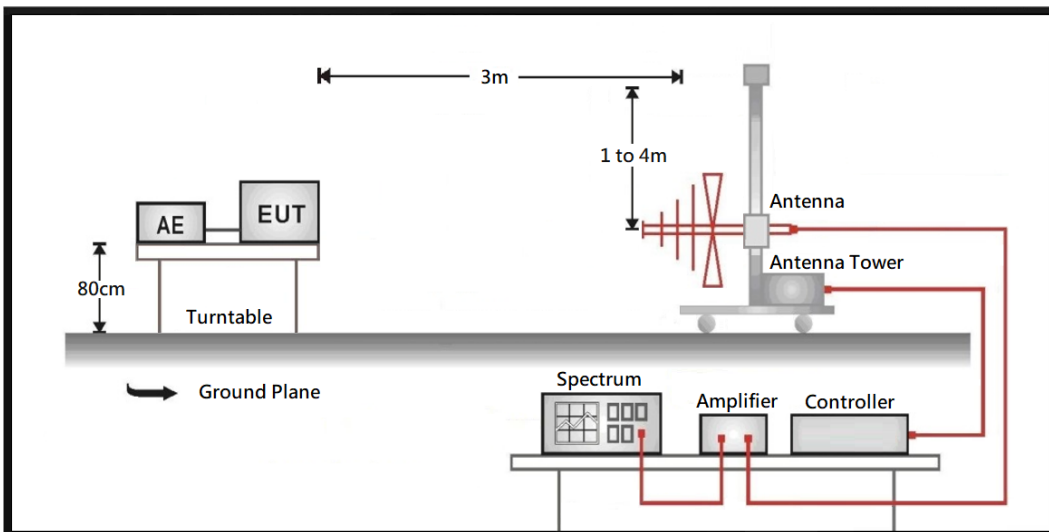 3m
1 to 4m
AE
EUT
Antenna
Antenna Tower
80cm
Turntable
Ground Plane
Spectrum
Amplifier
Controller